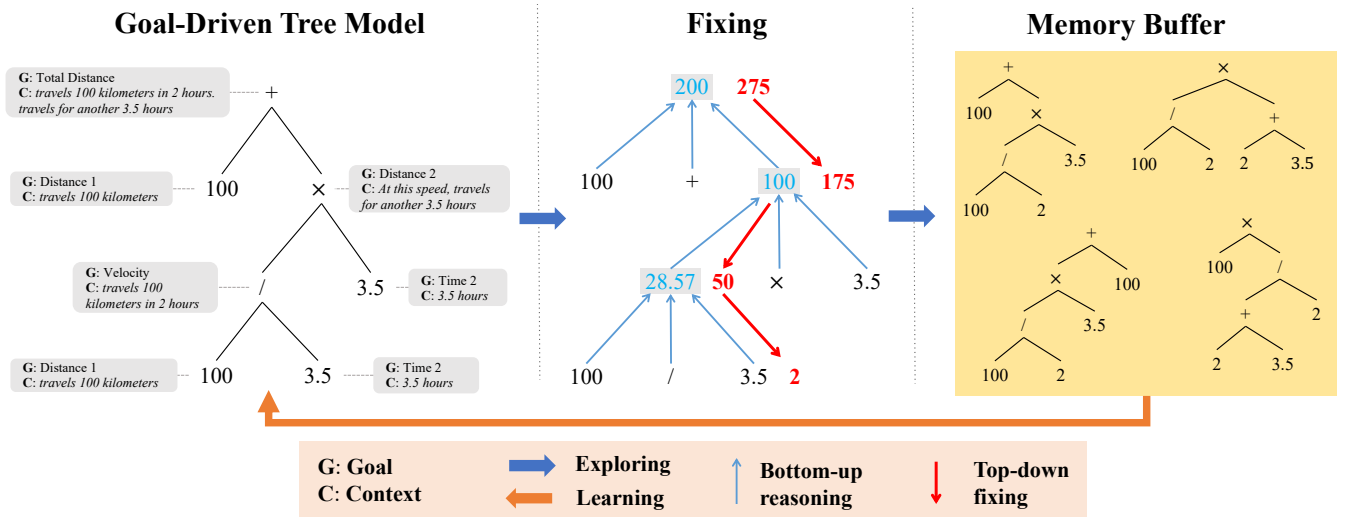 Goal-Driven Tree Model
G: Total Distance
C: travels 100 kilometers in 2 hours.
travels for another 3.5 hours
+
G: Distance 1
C: travels 100 kilometers
100
×
G: Distance 2
C: At this speed, travels
for another 3.5 hours
G: Velocity
C: travels 100
kilometers in 2 hours
/
3.5
G: Time 2
C: 3.5 hours
G: Distance 1
C: travels 100 kilometers
100
3.5
G: Time 2
C: 3.5 hours
Fixing
200 275
100 + 100 175
28.57 50 × 3.5
100 / 3.5 2
Memory Buffer
+
100 ×
/ 3.5
100 2
×
/ +
100 2 2 3.5
+
× 100
/ 3.5
100 2
×
100 /
+ 2
2 3.5
G: Goal
C: Context
Exploring
Learning
Bottom-up
reasoning
Top-down
fixing